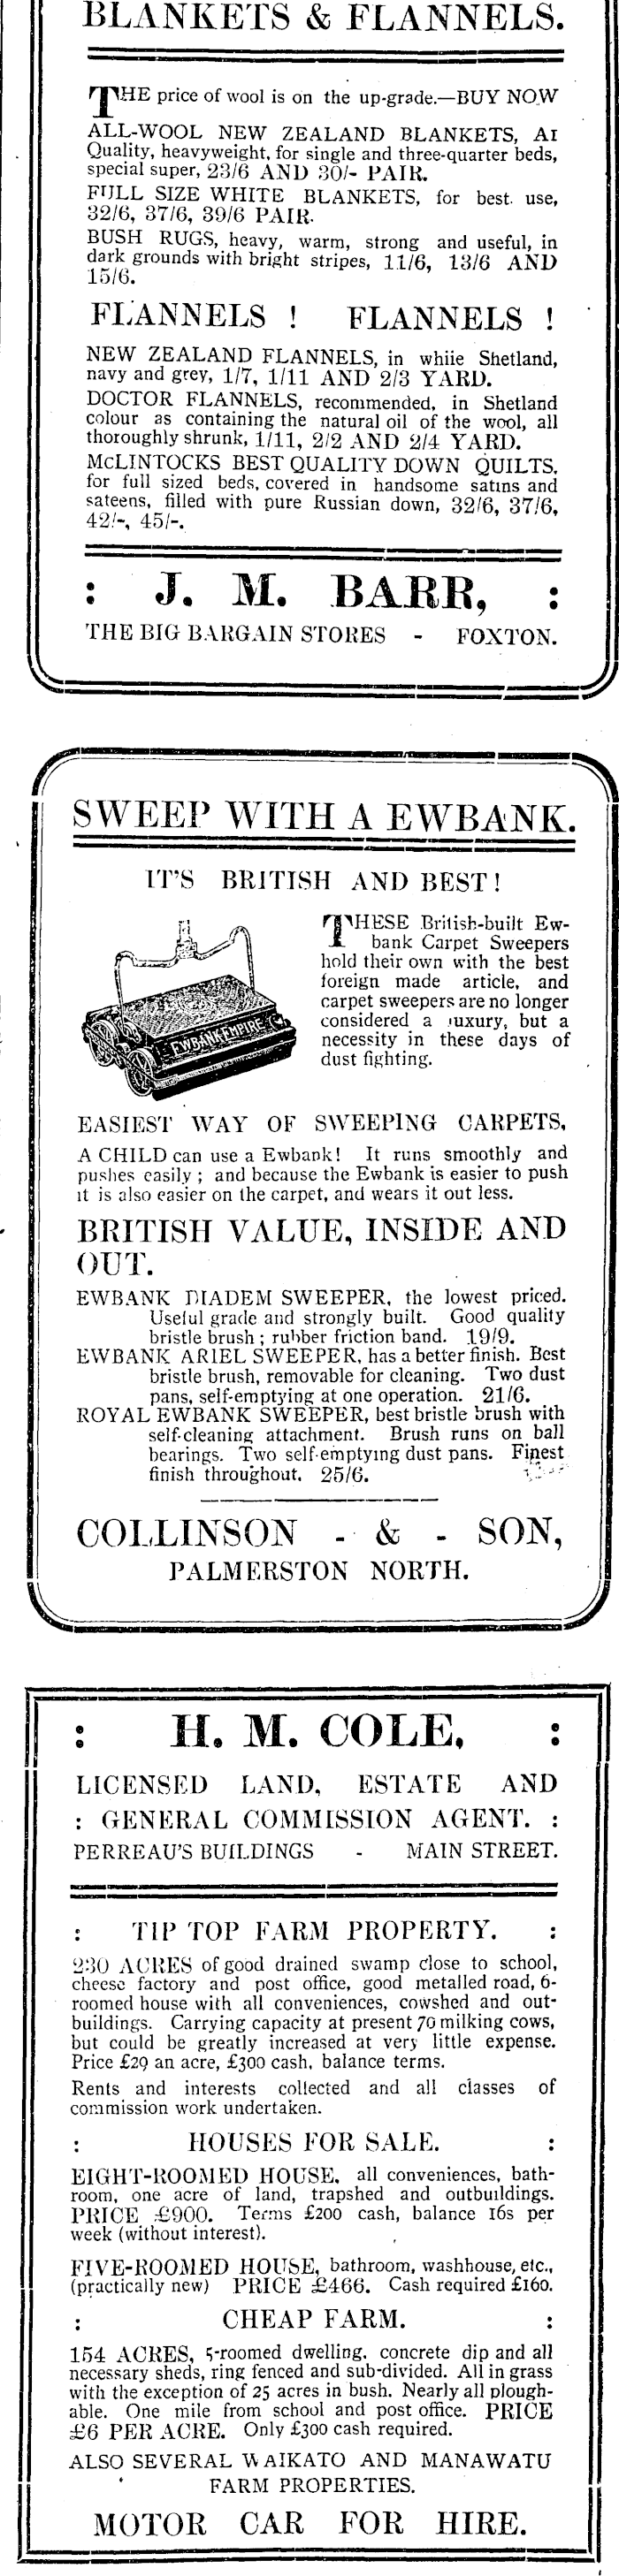 BLANKETS & FLANNELS.
THE price of wool is on the up-grade.—BUY NOW
ALL-WOOL NEW ZEALAND BLANKETS, A1
Quality, heavyweight, for single and three-quarter beds,
special super, 23/6 AND 30/- PAIR.
FULL SIZE WHITE BLANKETS, for best use,
32/6, 37/6, 39/6 PAIR.
BUSH RUGS, heavy, warm, strong and useful, in
dark grounds with bright stripes, 11/6, 13/6 AND
15/6.
FLANNELS ! FLANNELS !
NEW ZEALAND FLANNELS, in whiie Shetland,
navy and grey, 1/7, 1/11 AND 2/3 YARD.
DOCTOR FLANNELS, recommended, in Shetland
colour as containing the natural oil of the wool, all
thoroughly shrunk, 1/11, 2/2 AND 2/4 YARD.
McLINTOCKS BEST QUALITY DOWN QUILTS,
for full sized beds, covered in handsome satins and
sateens, filled with pure Russian down, 32/6, 37/6,
42/-, 45/-.
: J. M. BARR, :
THE BIG BARGAIN STORES - FOXTON.
SWEEP WITH A EWBANK.
IT'S BRITISH AND BEST!
THESE British-built Ew-
bank Carpet Sweepers
hold their own with the best
foreign made article, and
carpet sweepers are no longer
considered a luxury, but a
necessity in these days of
dust fighting.
EWBANK EMPIRE
EASIEST WAY OF SWEEPING CARPETS,
A CHILD can use a Ewbank! It runs smoothly and
pushes easily ; and because the Ewbank is easier to push
it is also easier on the carpet, and wears it out less.
BRITISH VALUE, INSIDE AND
OUT.
EWBANK DIADEM SWEEPER, the lowest priced.
Useful grade and strongly built. Good quality
bristle brush ; rubber friction band. 19/9.
EWBANK ARIEL SWEEPER, has a better finish. Best
bristle brush, removable for cleaning. Two dust
pans, self-emptying at one operation. 21/6.
ROYAL EWBANK SWEEPER, best bristle brush with
self-cleaning attachment. Brush runs on ball
bearings. Two self-emptying dust pans. Finest
finish throughout. 25/6.
COLLINSON - & - SON,
PALMERSTON NORTH.
: H. M. COLE, :
LICENSED LAND, ESTATE AND
: GENERAL COMMISSION AGENT. :
PERREAU'S BUILDINGS - MAIN STREET.
: TIP TOP FARM PROPERTY. :
230 ACRES of good drained swamp close to school,
cheese factory and post office, good metalled road, 6-
roomed house with all conveniences, cowshed and out-
buildings. Carrying capacity at present 70 milking cows,
but could be greatly increased at very little expense.
Price £29 an acre, £300 cash, balance terms.
Rents and interests collected and all classes of
commission work undertaken.
: HOUSES FOR SALE. :
EIGHT-ROOMED HOUSE, all conveniences, bath-
room, one acre of land, trapshed and outbuildings.
PRICE £900. Terms £200 cash, balance 16s per
week (without interest).
FIVE-ROOMED HOUSE, bathroom, washhouse, etc.,
(practically new) PRICE £466. Cash required £160.
: CHEAP FARM. :
154 ACRES, 5-roomed dwelling, concrete dip and all
necessary sheds, ring fenced and sub-divided. All in grass
with the exception of 25 acres in bush. Nearly all plough-
able. One mile from school and post office. PRICE
£6 PER ACRE. Only £300 cash required.
ALSO SEVERAL WAIKATO AND MANAWATU
FARM PROPERTIES.
MOTOR CAR FOR HIRE.